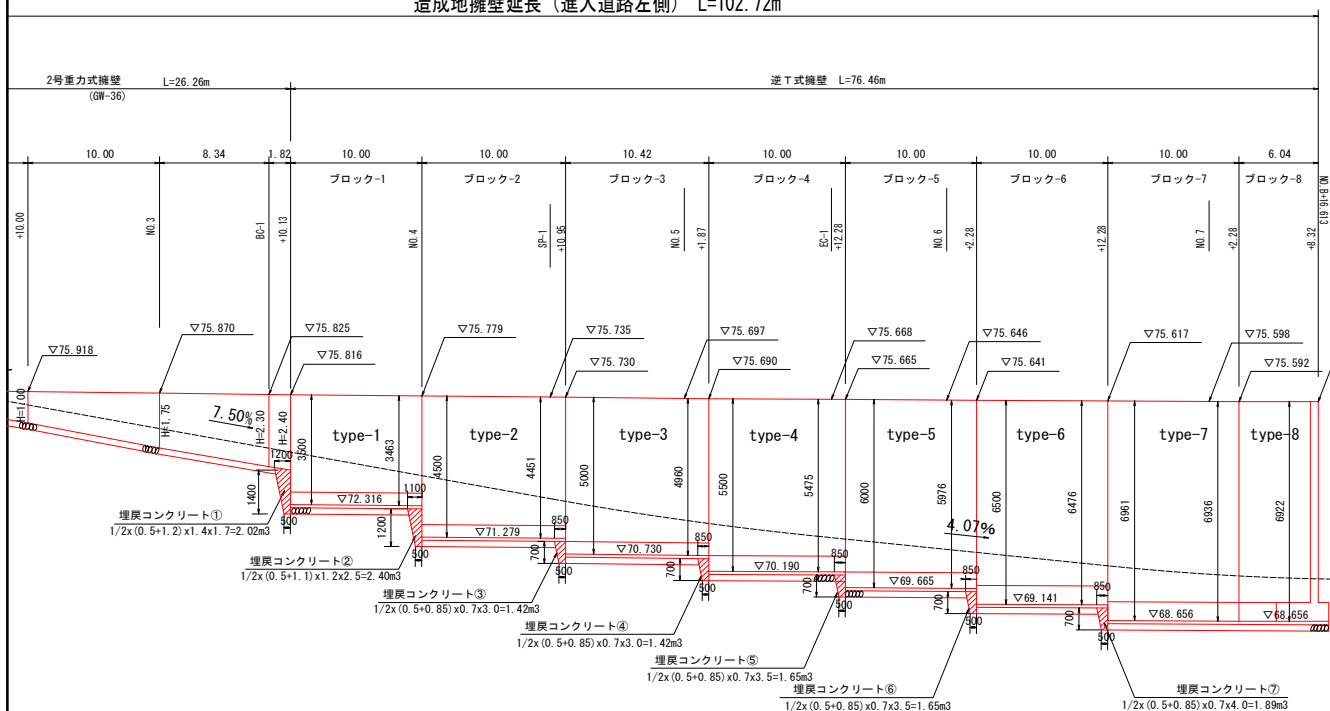 造成地擁壁延長（進入道路左側） L=102.72m
2号重力式擁壁 L=26.26m
(GW-36)
逆T式擁壁 L=76.46m
10.00 8.34 1.82 10.00 10.00 10.42 10.00 10.00 10.00 10.00 6.04
ブロック-1 ブロック-2 ブロック-3 ブロック-4 ブロック-5 ブロック-6 ブロック-7 ブロック-8
+10.00
NO.3
BC-1
+10.13
NO.4
SP-1
+10.95
NO.5
+1.87
EC-1
+12.28
NO.6
+2.28
+12.28
NO.7
+2.28
NO.B+16.613
+8.32
▽75.918
▽75.870
▽75.825
▽75.816
▽75.779
▽75.735
▽75.730
▽75.697
▽75.690
▽75.668
▽75.665
▽75.646
▽75.641
▽75.617
▽75.598
▽75.592
H=1.00
H=1.75
7.50%
H=2.30
H=2.40
type-1 type-2 type-3 type-4 type-5 type-6 type-7 type-8
3500
3463
4500
4451
5000
4960
5500
5475
6000
5976
6500
6476
6961
6936
6922
4.07%
▽72.316
▽71.279
▽70.730
▽70.190
▽69.665
▽69.141
▽68.656
▽68.656
1200
1400
500
1100
1200
500
850
700
500
850
700
500
850
700
500
850
700
500
850
700
500
埋戻コンクリート①
1/2x(0.5+1.2)x1.4x1.7=2.02m3
埋戻コンクリート②
1/2x(0.5+1.1)x1.2x2.5=2.40m3
埋戻コンクリート③
1/2x(0.5+0.85)x0.7x3.0=1.42m3
埋戻コンクリート④
1/2x(0.5+0.85)x0.7x3.0=1.42m3
埋戻コンクリート⑤
1/2x(0.5+0.85)x0.7x3.5=1.65m3
埋戻コンクリート⑥
1/2x(0.5+0.85)x0.7x3.5=1.65m3
埋戻コンクリート⑦
1/2x(0.5+0.85)x0.7x4.0=1.89m3